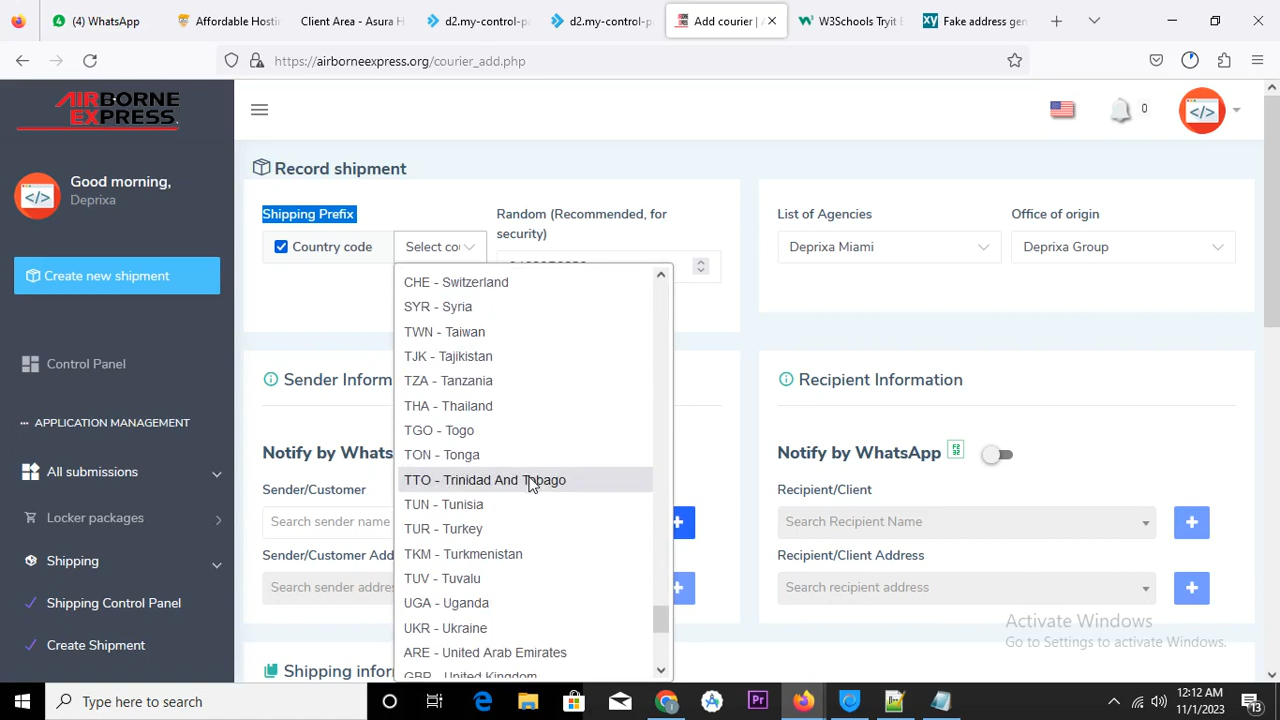 (4) WhatsApp
Affordable Hosti
Client Area - Asura H
d2.my-control-p
d2.my-control-p
Add courier |
W3Schools Tryit E
Fake address gen
https://airborneexpress.org/courier_add.php
AIRBORNE
EXPRESS
0
Good morning,
Deprixa
Create new shipment
Control Panel
APPLICATION MANAGEMENT
All submissions
Locker packages
Shipping
Shipping Control Panel
Create Shipment
Record shipment
Shipping Prefix
Country code
Select cou
Random (Recommended, for
security)
List of Agencies
Deprixa Miami
Office of origin
Deprixa Group
CHE - Switzerland
SYR - Syria
TWN - Taiwan
TJK - Tajikistan
TZA - Tanzania
THA - Thailand
TGO - Togo
TON - Tonga
TTO - Trinidad And Tobago
TUN - Tunisia
TUR - Turkey
TKM - Turkmenistan
TUV - Tuvalu
UGA - Uganda
UKR - Ukraine
ARE - United Arab Emirates
GBR - United Kingdom
Sender Inform
Notify by Whats
Sender/Customer
Search sender name
Sender/Customer Add
Search sender addres
Shipping infor
Recipient Information
Notify by WhatsApp
Recipient/Client
Search Recipient Name
Recipient/Client Address
Search recipient address
Activate Windows
Go to Settings to activate Windows.
Type here to search
Pr
12:12 AM
11/1/2023
13